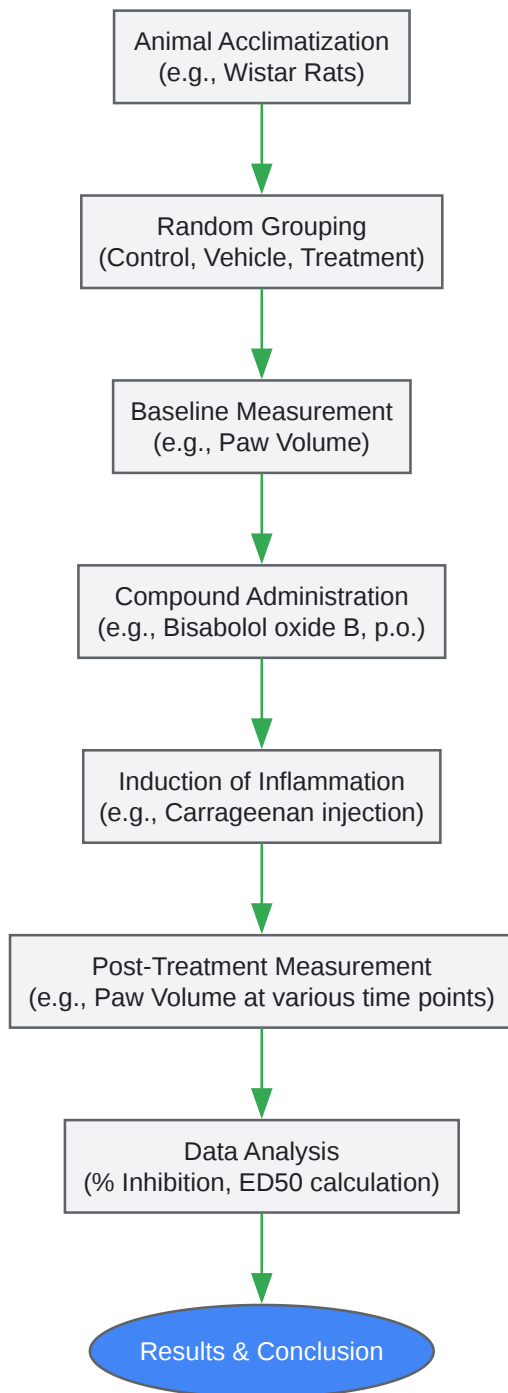 Animal Acclimatization
(e.g., Wistar Rats)
Random Grouping
(Control, Vehicle, Treatment)
Baseline Measurement
(e.g., Paw Volume)
Compound Administration
(e.g., Bisabolol oxide B, p.o.)
Induction of Inflammation
(e.g., Carrageenan injection)
Post-Treatment Measurement
(e.g., Paw Volume at various time points)
Data Analysis
(% Inhibition, ED50 calculation)
Results & Conclusion